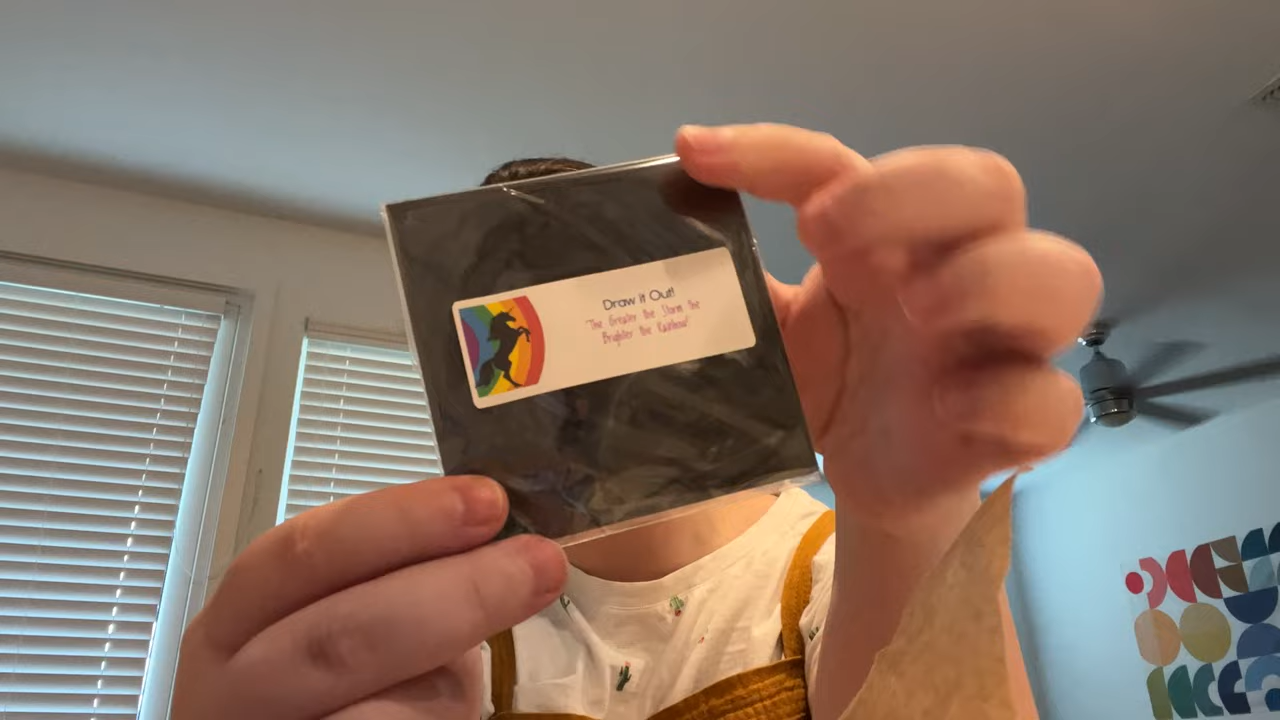 Draw it Out!
"The Greater the Storm the
Brighter the Rainbow"